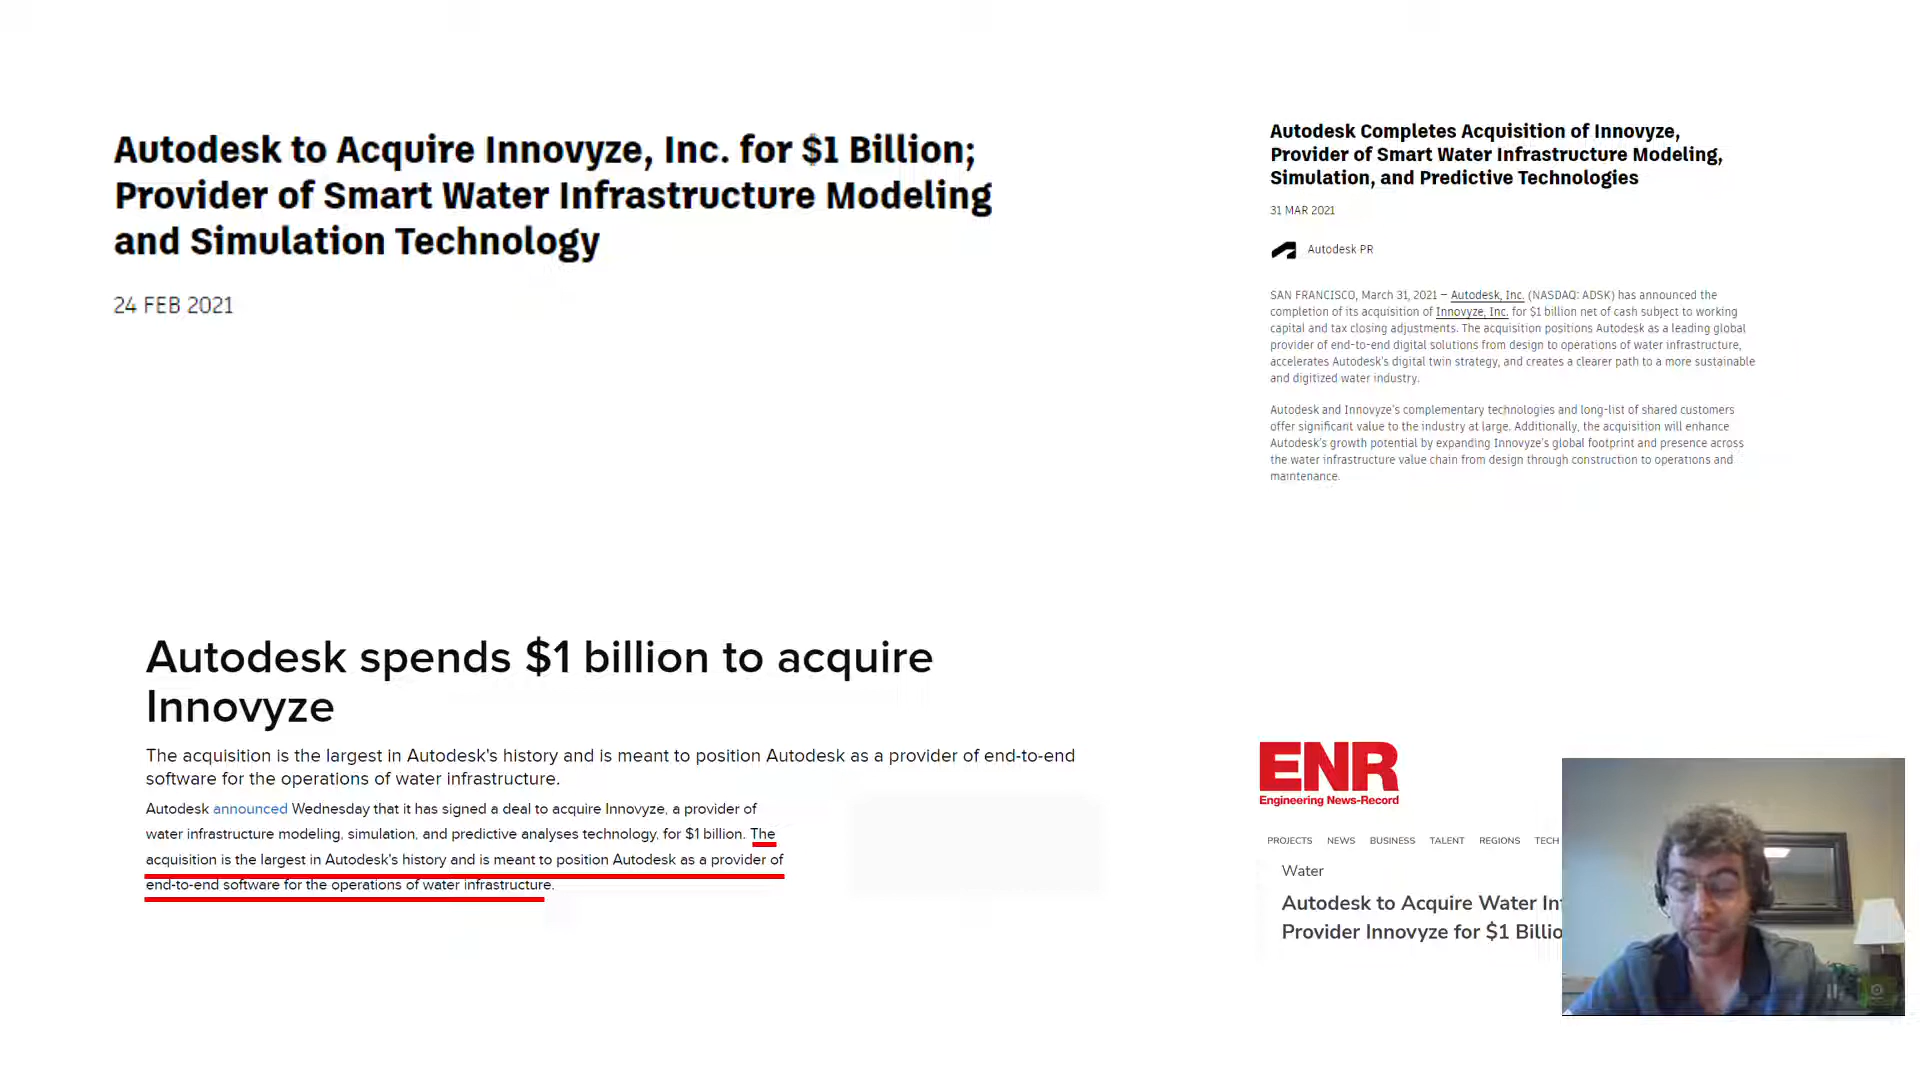 Autodesk to Acquire Innovyze, Inc. for $1 Billion;
Provider of Smart Water Infrastructure Modeling
and Simulation Technology
24 FEB 2021
Autodesk Completes Acquisition of Innovyze,
Provider of Smart Water Infrastructure Modeling,
Simulation, and Predictive Technologies
31 MAR 2021
Autodesk PR
SAN FRANCISCO, March 31, 2021 – Autodesk, Inc. (NASDAQ: ADSK) has announced the
completion of its acquisition of Innovyze, Inc. for $1 billion net of cash subject to working
capital and tax closing adjustments. The acquisition positions Autodesk as a leading global
provider of end-to-end digital solutions from design to operations of water infrastructure,
accelerates Autodesk's digital twin strategy, and creates a clearer path to a more sustainable
and digitized water industry.
Autodesk and Innovyze's complementary technologies and long-list of shared customers
offer significant value to the industry at large. Additionally, the acquisition will enhance
Autodesk's growth potential by expanding Innovyze's global footprint and presence across
the water infrastructure value chain from design through construction to operations and
maintenance.
Autodesk spends $1 billion to acquire
Innovyze
The acquisition is the largest in Autodesk's history and is meant to position Autodesk as a provider of end-to-end
software for the operations of water infrastructure.
Autodesk announced Wednesday that it has signed a deal to acquire Innovyze, a provider of
water infrastructure modeling, simulation, and predictive analyses technology, for $1 billion. The
acquisition is the largest in Autodesk's history and is meant to position Autodesk as a provider of
end-to-end software for the operations of water infrastructure.
ENR
Engineering News-Record
PROJECTS NEWS BUSINESS TALENT REGIONS TECH
Water
Autodesk to Acquire Water
Provider Innovyze for $1